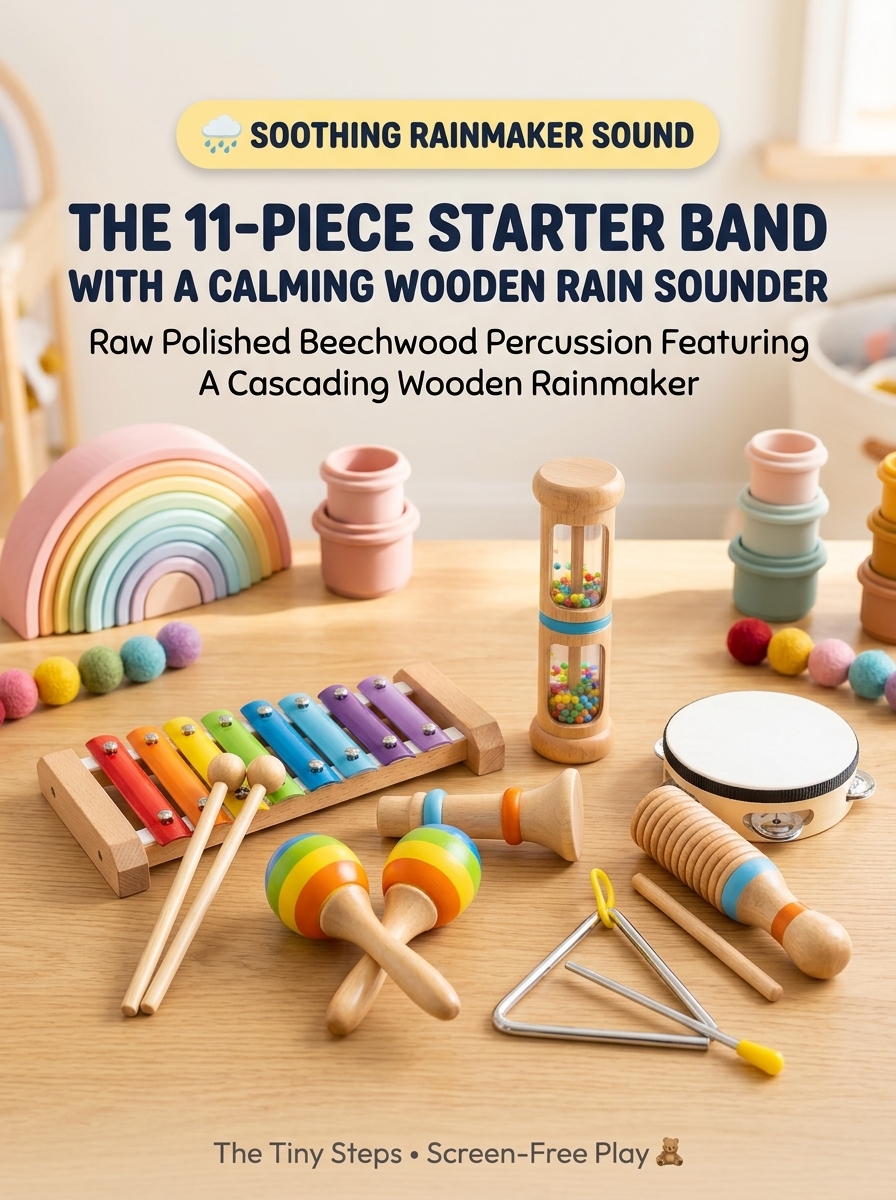 🌧️ SOOTHING RAINMAKER SOUND
THE 11-PIECE STARTER BAND
WITH A CALMING WOODEN RAIN SOUNDER
Raw Polished Beechwood Percussion Featuring
A Cascading Wooden Rainmaker
The Tiny Steps • Screen-Free Play 🧸